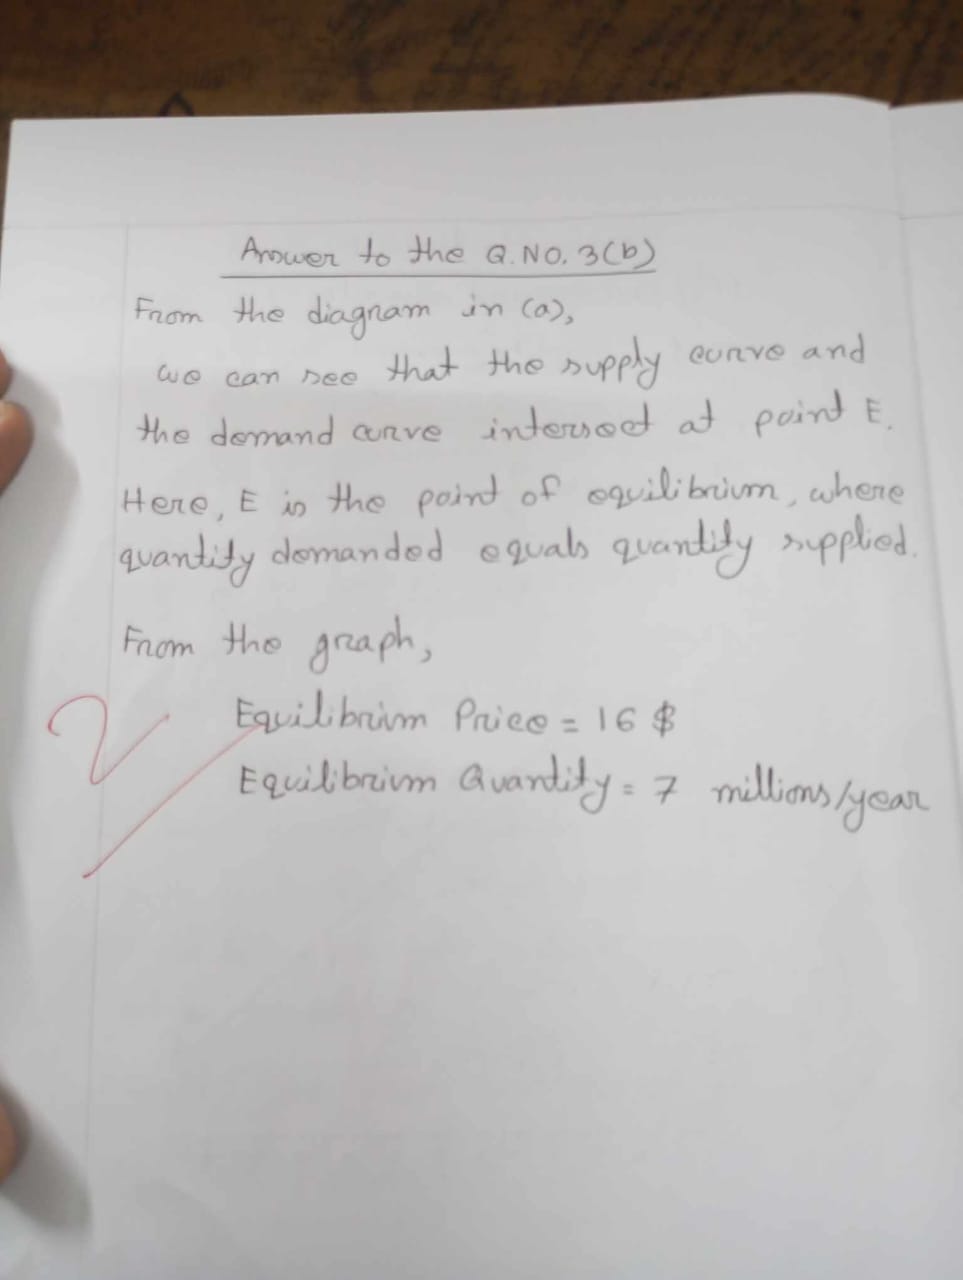 Answer to the Q.NO. 3(b)
From the diagram in (a),
we can see that the supply curve and
the demand curve intersect at point E.
Here, E is the point of equilibrium, where
quantity demanded equals quantity supplied.
From the graph,
Equilibrium Price = 16 $
Equilibrium Quantity = 7 millions/year
2